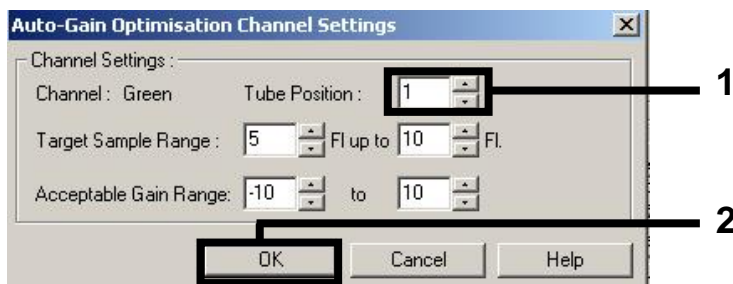 Auto-Gain Optimisation Channel Settings
Channel Settings :
Channel : Green Tube Position : 1 1
Target Sample Range : 5 Fl up to 10 Fl.
Acceptable Gain Range: -10 to 10
2
OK Cancel Help